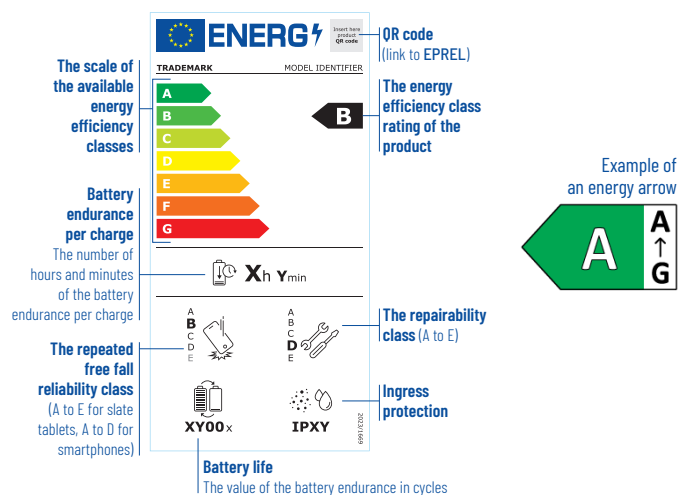 ENERG
Insert here
product
QR code
QR code
(link to EPREL)
TRADEMARK
MODEL IDENTIFIER
The scale of
the available
energy
efficiency
classes
A
B
C
D
E
F
G
B
The energy
efficiency class
rating of the
product
Example of
an energy arrow
A
A
G
Battery
endurance
per charge
The number of
hours and minutes
of the battery
endurance per charge
Xh Ymin
A
B
C
D
E
A
B
C
D
E
The repairability
class (A to E)
The repeated
free fall
reliability class
(A to E for slate
tablets, A to D for
smartphones)
XY00x
IPXY
2023/1669
Ingress
protection
Battery life
The value of the battery endurance in cycles